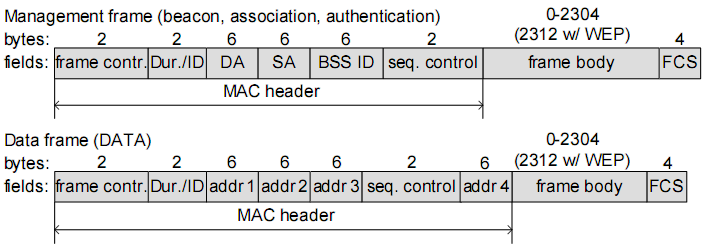 Management frame (beacon, association, authentication)
0-2304
bytes: 2 2 6 6 6 2 (2312 w/ WEP) 4
fields: frame contr. Dur./ID DA SA BSS ID seq. control frame body FCS
MAC header
Data frame (DATA)
0-2304
bytes: 2 2 6 6 6 2 6 (2312 w/ WEP) 4
fields: frame contr. Dur./ID addr 1 addr 2 addr 3 seq. control addr 4 frame body FCS
MAC header